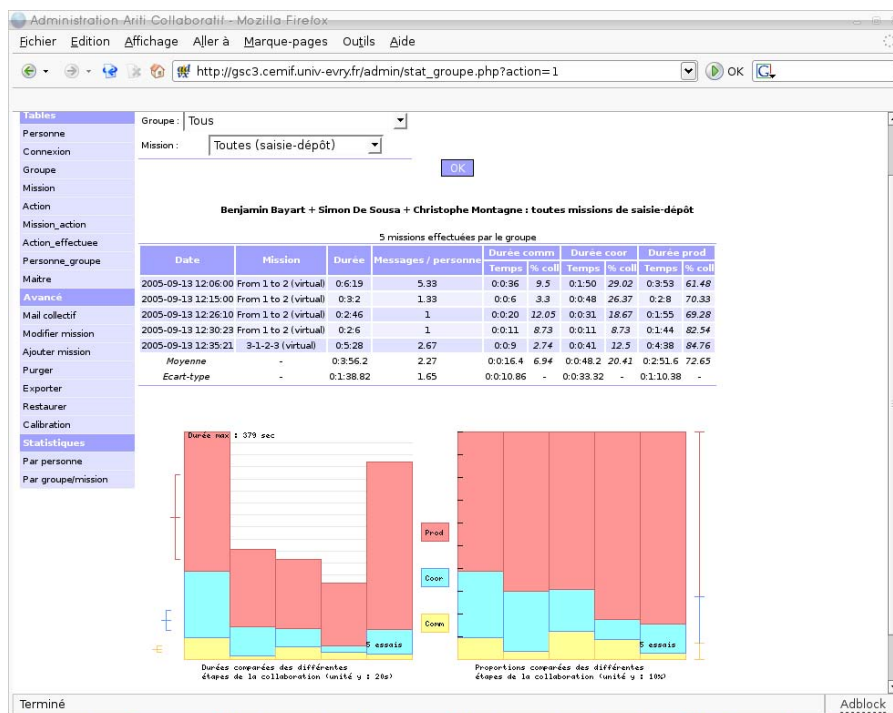 Administration Ariti Collaboratif - Mozilla Firefox
Fichier Edition Affichage Aller à Marque-pages Outils Aide
http://gsc3.cemif.univ-evry.fr/admin/stat_groupe.php?action=1 OK G
Tables
Personne
Connexion
Groupe
Mission
Action
Mission_action
Action_effectuee
Personne_groupe
Maitre
Avancé
Mail collectif
Modifier mission
Ajouter mission
Purger
Exporter
Restaurer
Calibration
Statistiques
Par personne
Par groupe/mission
Groupe : Tous
Mission : Toutes (saisie-dépôt)
OK
Benjamin Bayart + Simon De Sousa + Christophe Montagne : toutes missions de saisie-dépôt
5 missions effectuées par le groupe
Date Mission Durée Messages / personne Durée comm Durée coor Durée prod
Temps % coll Temps % coll Temps % coll
2005-09-13 12:06:00 From 1 to 2 (virtual) 0:6:19 5.33 0:0:36 9.5 0:1:50 29.02 0:3:53 61.48
2005-09-13 12:15:00 From 1 to 2 (virtual) 0:3:2 1.33 0:0:6 3.3 0:0:48 26.37 0:2:8 70.33
2005-09-13 12:26:10 From 1 to 2 (virtual) 0:2:46 1 0:0:20 12.05 0:0:31 18.67 0:1:55 69.28
2005-09-13 12:30:23 From 1 to 2 (virtual) 0:2:6 1 0:0:11 8.73 0:0:11 8.73 0:1:44 82.54
2005-09-13 12:35:21 3-1-2-3 (virtual) 0:5:28 2.67 0:0:9 2.74 0:0:41 12.5 0:4:38 84.76
Moyenne - 0:3:56.2 2.27 0:0:16.4 6.94 0:0:48.2 20.41 0:2:51.6 72.65
Ecart-type - 0:1:38.82 1.65 0:0:10.86 - 0:0:33.32 - 0:1:10.38 -
Durée max : 379 sec
Prod
Coor
Comm
5 essais
5 essais
Durées comparées des différentes
étapes de la collaboration (unité y : 20s)
Proportions comparées des différentes
étapes de la collaboration (unité y : 10%)
Terminé
Adblock